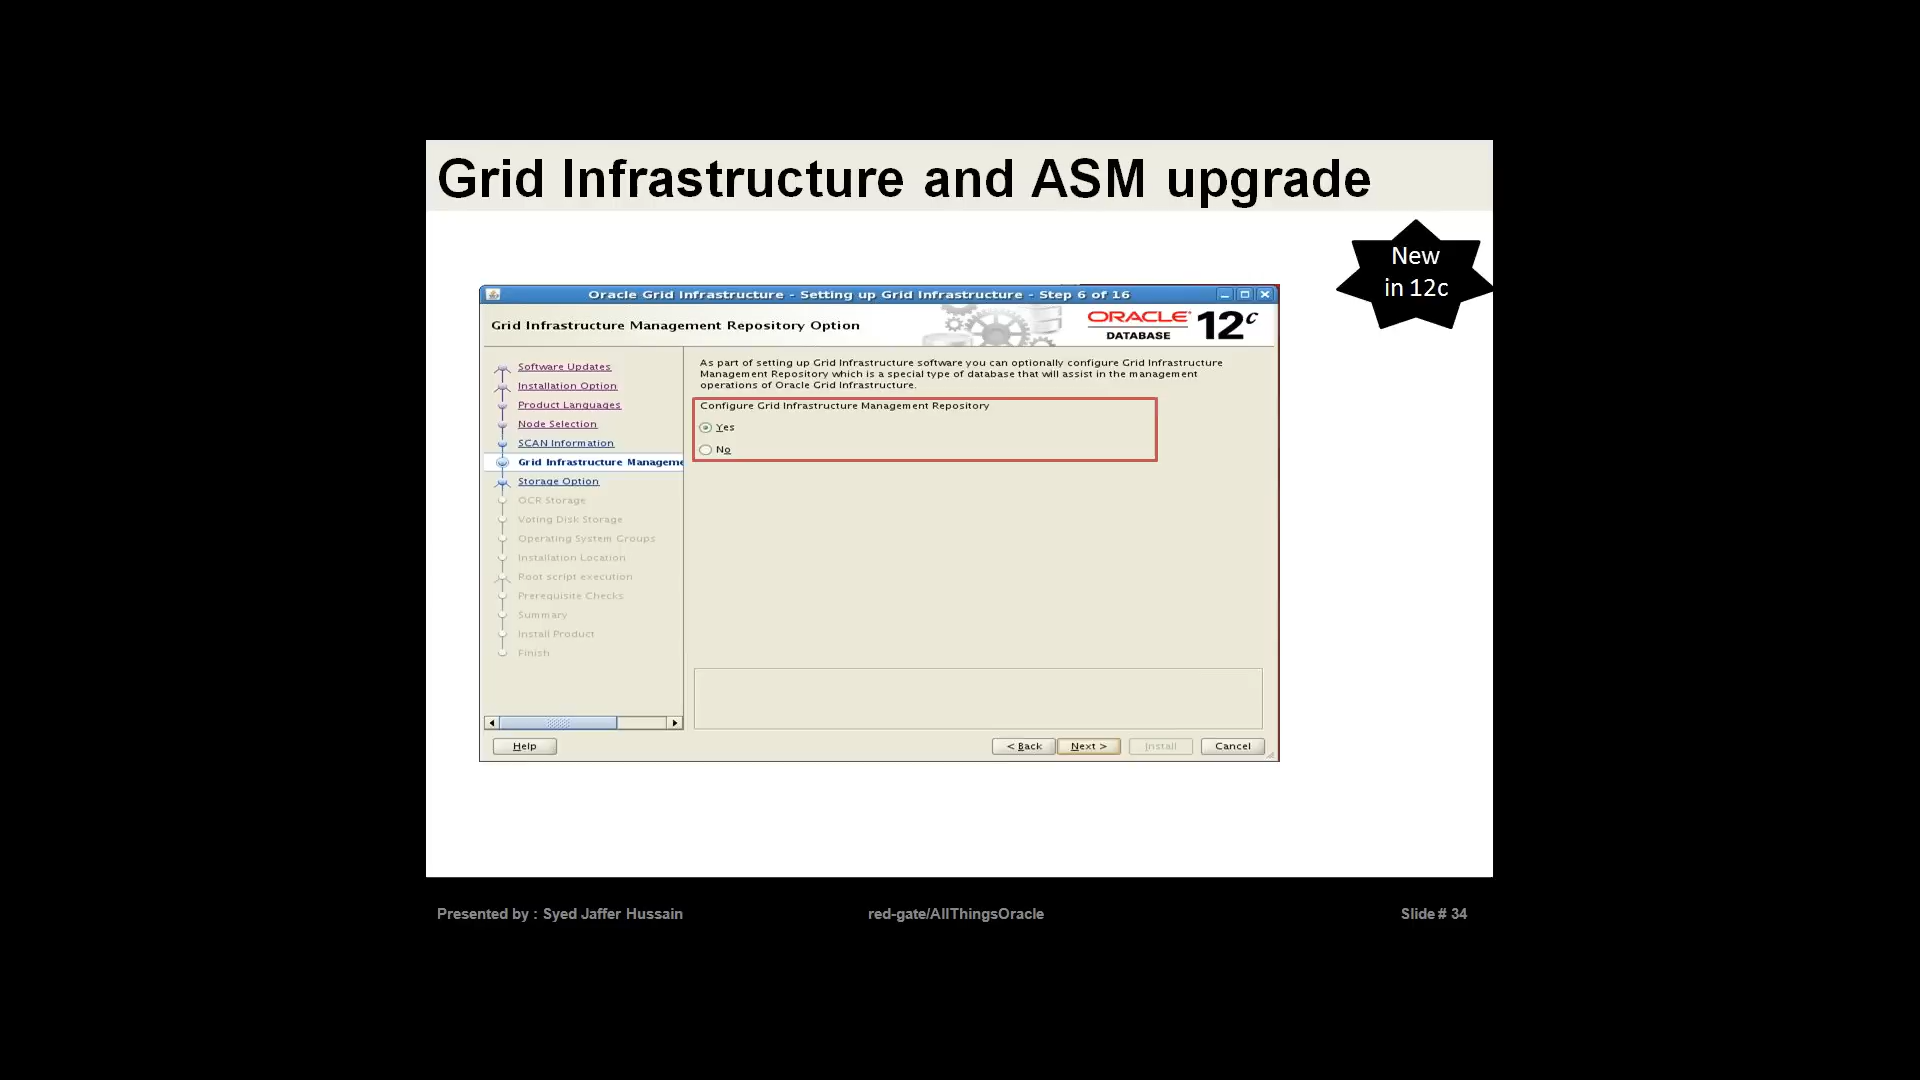 Grid Infrastructure and ASM upgrade
New
in 12c
Oracle Grid Infrastructure - Setting up Grid Infrastructure - Step 6 of 16
Grid Infrastructure Management Repository Option
ORACLE
DATABASE
12c
Software Updates
Installation Option
Product Languages
Node Selection
SCAN Information
Grid Infrastructure Manageme
Storage Option
OCR Storage
Voting Disk Storage
Operating System Groups
Installation Location
Root script execution
Prerequisite Checks
Summary
Install Product
Finish
As part of setting up Grid Infrastructure software you can optionally configure Grid Infrastructure
Management Repository which is a special type of database that will assist in the management
operations of Oracle Grid Infrastructure.
Configure Grid Infrastructure Management Repository
Yes
No
Help
< Back
Next >
Install
Cancel
Presented by : Syed Jaffer Hussain
red-gate/AllThingsOracle
Slide # 34